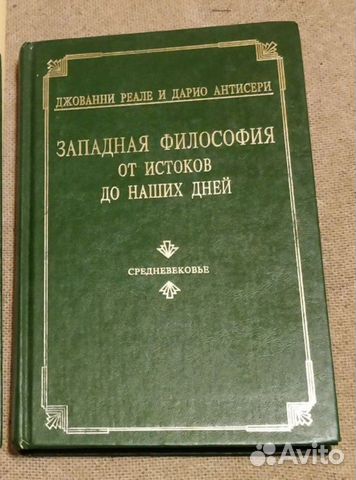 ДЖОВАННИ РЕАЛЕ И ДАРИО АНТИСЕРИ
ЗАПАДНАЯ ФИЛОСОФИЯ
ОТ ИСТОКОВ
ДО НАШИХ ДНЕЙ
СРЕДНЕВЕКОВЬЕ
Avito